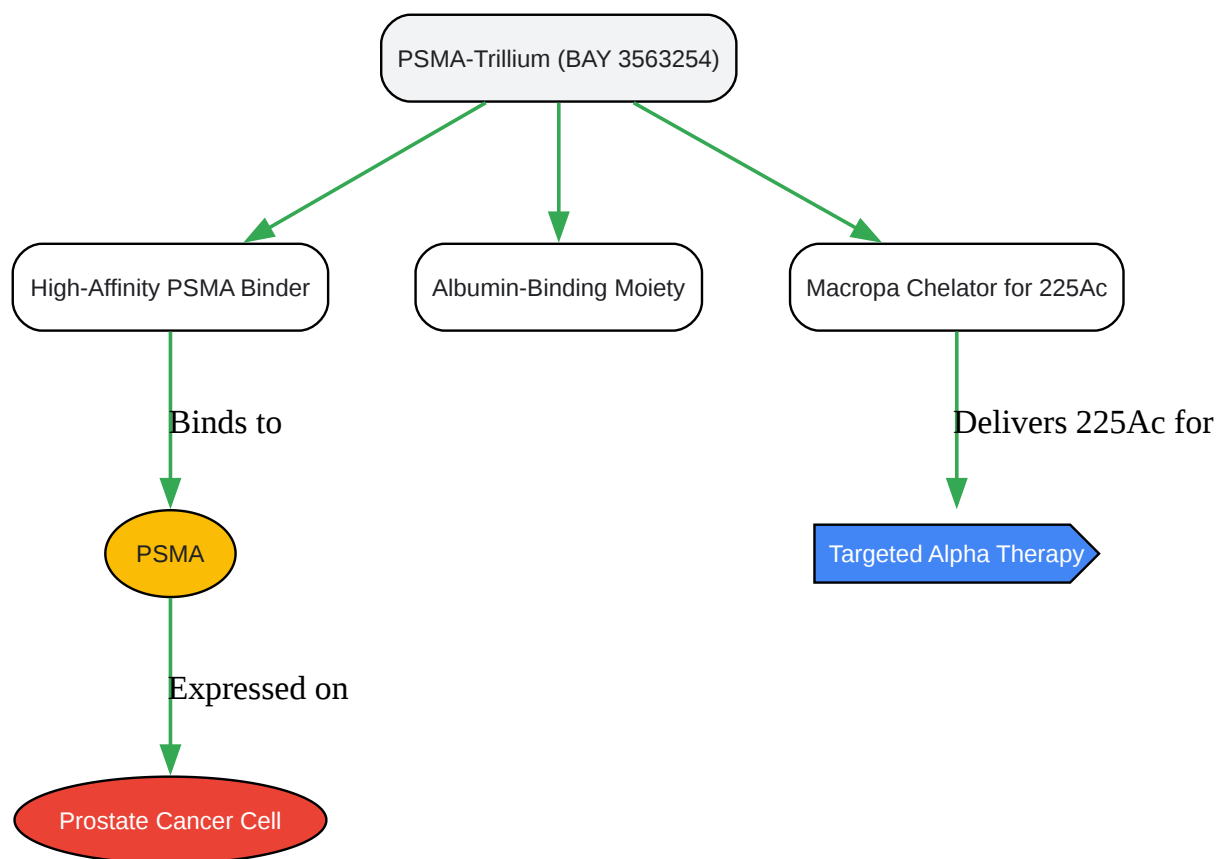 PSMA-Trillium (BAY 3563254)
High-Affinity PSMA Binder
Albumin-Binding Moiety
Macropa Chelator for 225Ac
Binds to
Delivers 225Ac for
PSMA
Targeted Alpha Therapy
Expressed on
Prostate Cancer Cell